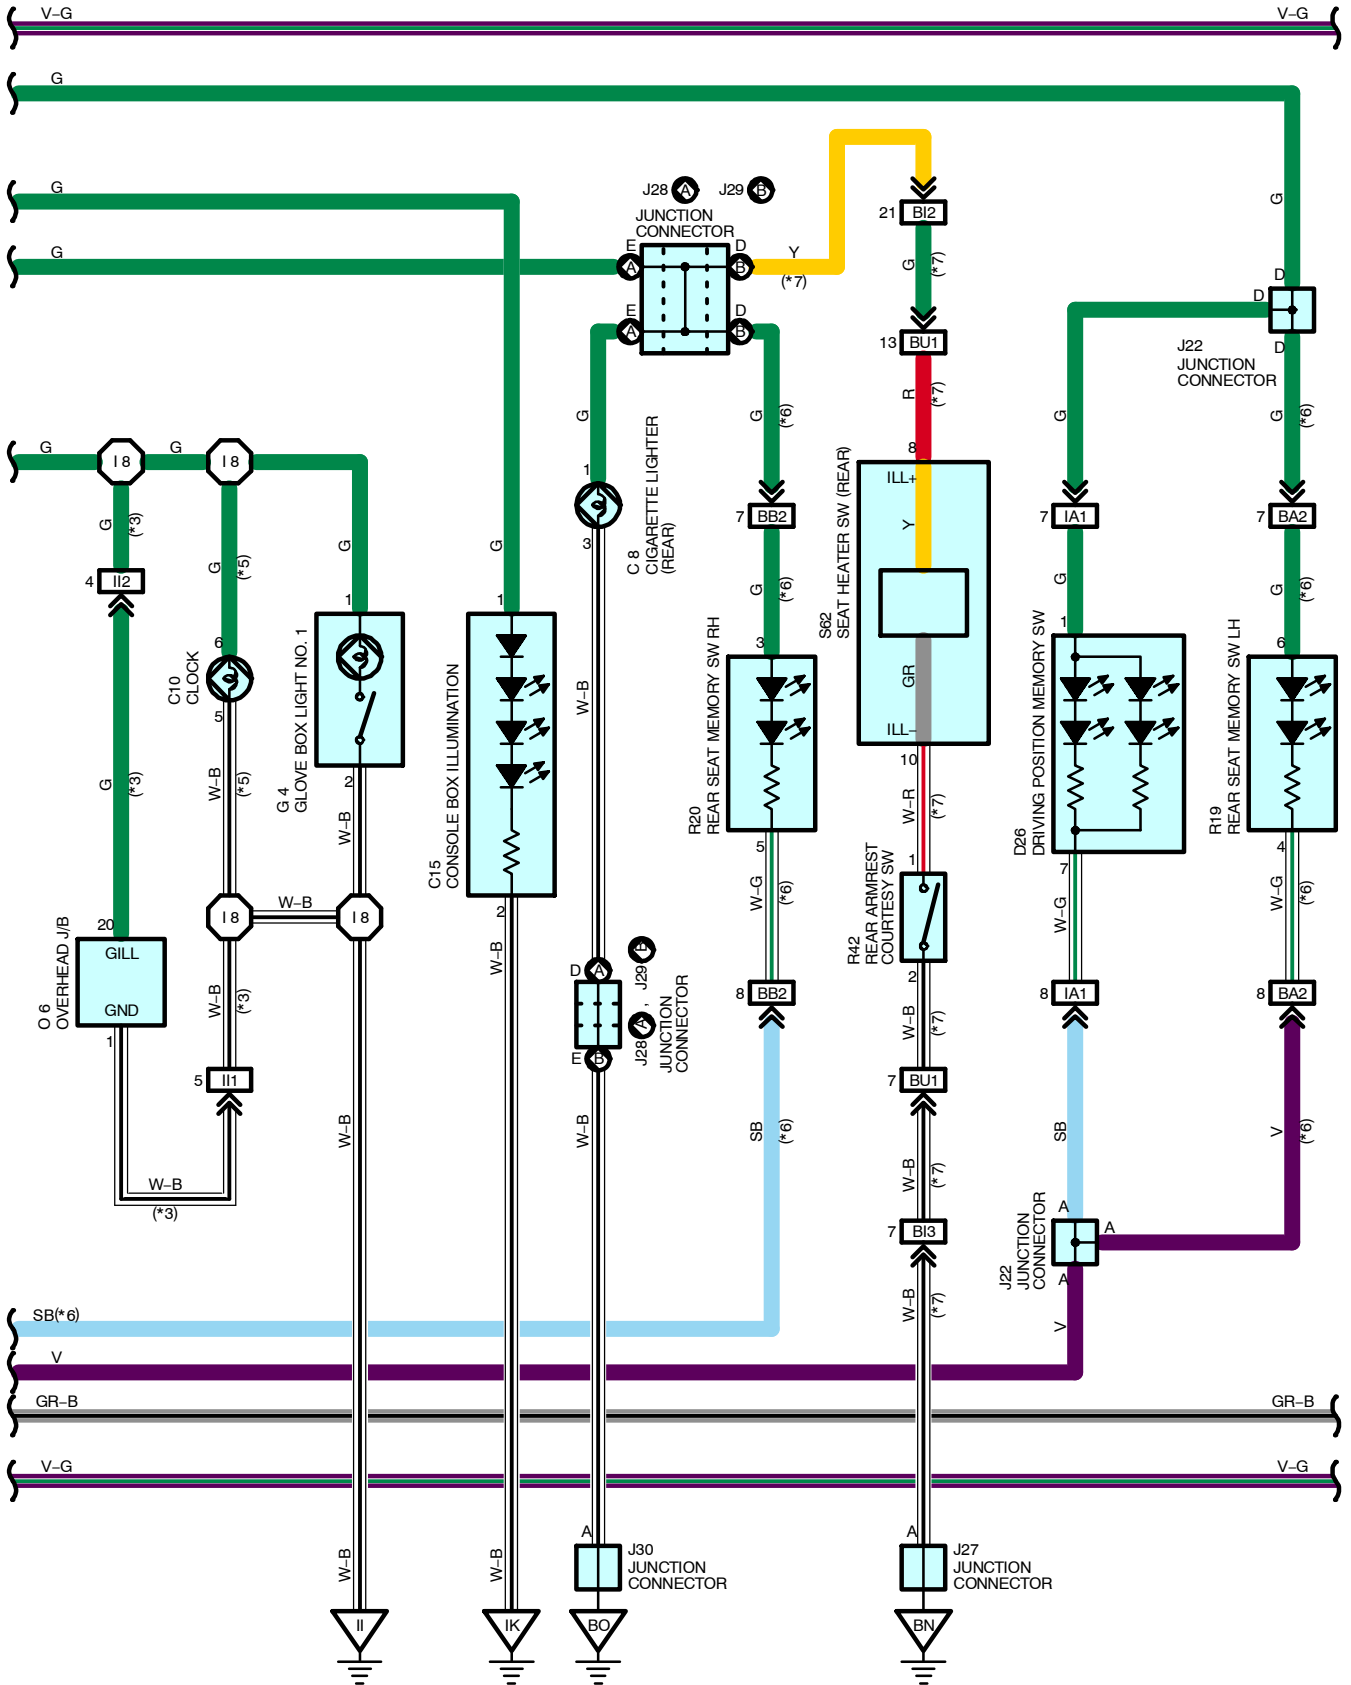 V–G
V–G
G
G
G
G
J28 A
J29 B
JUNCTION
CONNECTOR
E
A
D
B
Y
(*7)
E
A
D
B
21 BI2
G
(*7)
13 BU1
R
(*7)
8
D
D
D
J22
JUNCTION
CONNECTOR
G
I 8
G
I 8
G
(*3)
4 II2
G
(*3)
G
(*5)
6
C10
CLOCK
5
W–B
(*5)
G
1
G 4
GLOVE BOX LIGHT NO. 1
2
W–B
G
1
C15
CONSOLE BOX ILLUMINATION
2
W–B
G
1
C 8
CIGARETTE LIGHTER
(REAR)
3
W–B
G
(*6)
7 BB2
G
(*6)
3
R20
REAR SEAT MEMORY SW RH
5
W–G
(*6)
8 BB2
SB
(*6)
ILL+
Y
S62
SEAT HEATER SW (REAR)
GR
ILL–
10
W–R
(*7)
1
R42
REAR ARMREST
COURTESY SW
2
W–B
(*7)
7 BU1
W–B
(*7)
7 BI3
W–B
(*7)
G
7 IA1
G
1
D26
DRIVING POSITION MEMORY SW
7
W–G
8 IA1
SB
A
A
A
J22
JUNCTION
CONNECTOR
V
G
(*6)
7 BA2
G
(*6)
6
R19
REAR SEAT MEMORY SW LH
4
W–G
(*6)
8 BA2
V
(*6)
20
GILL
GND
O 6
OVERHEAD J/B
1
I 8
W–B
I 8
W–B
(*3)
5 II1
W–B
(*3)
W–B
D
A
E
B
J28 A , J29 B
JUNCTION
CONNECTOR
W–B
SB(*6)
V
GR–B
GR–B
V–G
V–G
W–B
W–B
A
J30
JUNCTION
CONNECTOR
A
J27
JUNCTION
CONNECTOR
II
IK
BO
BN